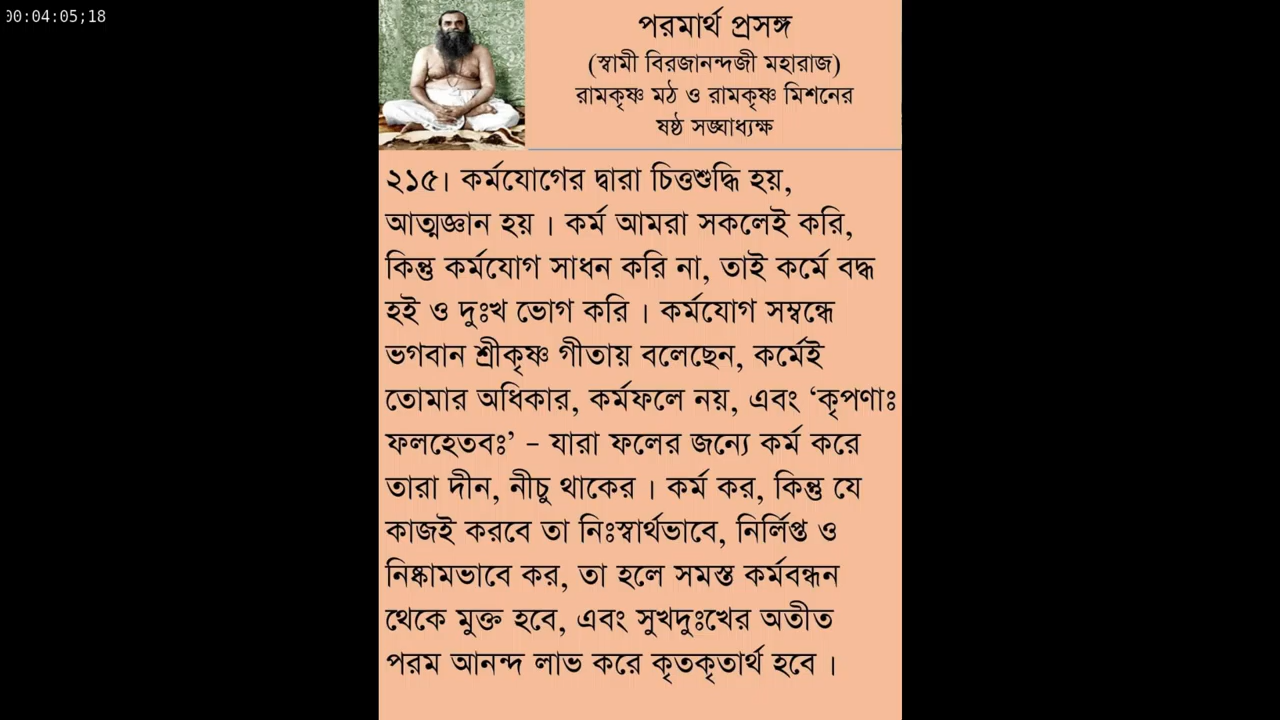 00:04:05;18
পরমার্থ প্রসঙ্গ
(স্বামী বিরজানন্দজী মহারাজ)
রামকৃষ্ণ মঠ ও রামকৃষ্ণ মিশনের
ষষ্ঠ সঙ্ঘাধ্যক্ষ
২১৫। কর্মযোগের দ্বারা চিত্তশুদ্ধি হয়,
আত্মজ্ঞান হয় । কর্ম আমরা সকলেই করি,
কিন্তু কর্মযোগ সাধন করি না, তাই কর্মে বদ্ধ
হই ও দুঃখ ভোগ করি । কর্মযোগ সম্বন্ধে
ভগবান শ্রীকৃষ্ণ গীতায় বলেছেন, কর্মেই
তোমার অধিকার, কর্মফলে নয়, এবং ‘কৃপণাঃ
ফলহেতবঃ’ – যারা ফলের জন্যে কর্ম করে
তারা দীন, নীচু থাকের । কর্ম কর, কিন্তু যে
কাজই করবে তা নিঃস্বার্থভাবে, নির্লিপ্ত ও
নিষ্কামভাবে কর, তা হলে সমস্ত কর্মবন্ধন
থেকে মুক্ত হবে, এবং সুখদুঃখের অতীত
পরম আনন্দ লাভ করে কৃতকৃতার্থ হবে ।